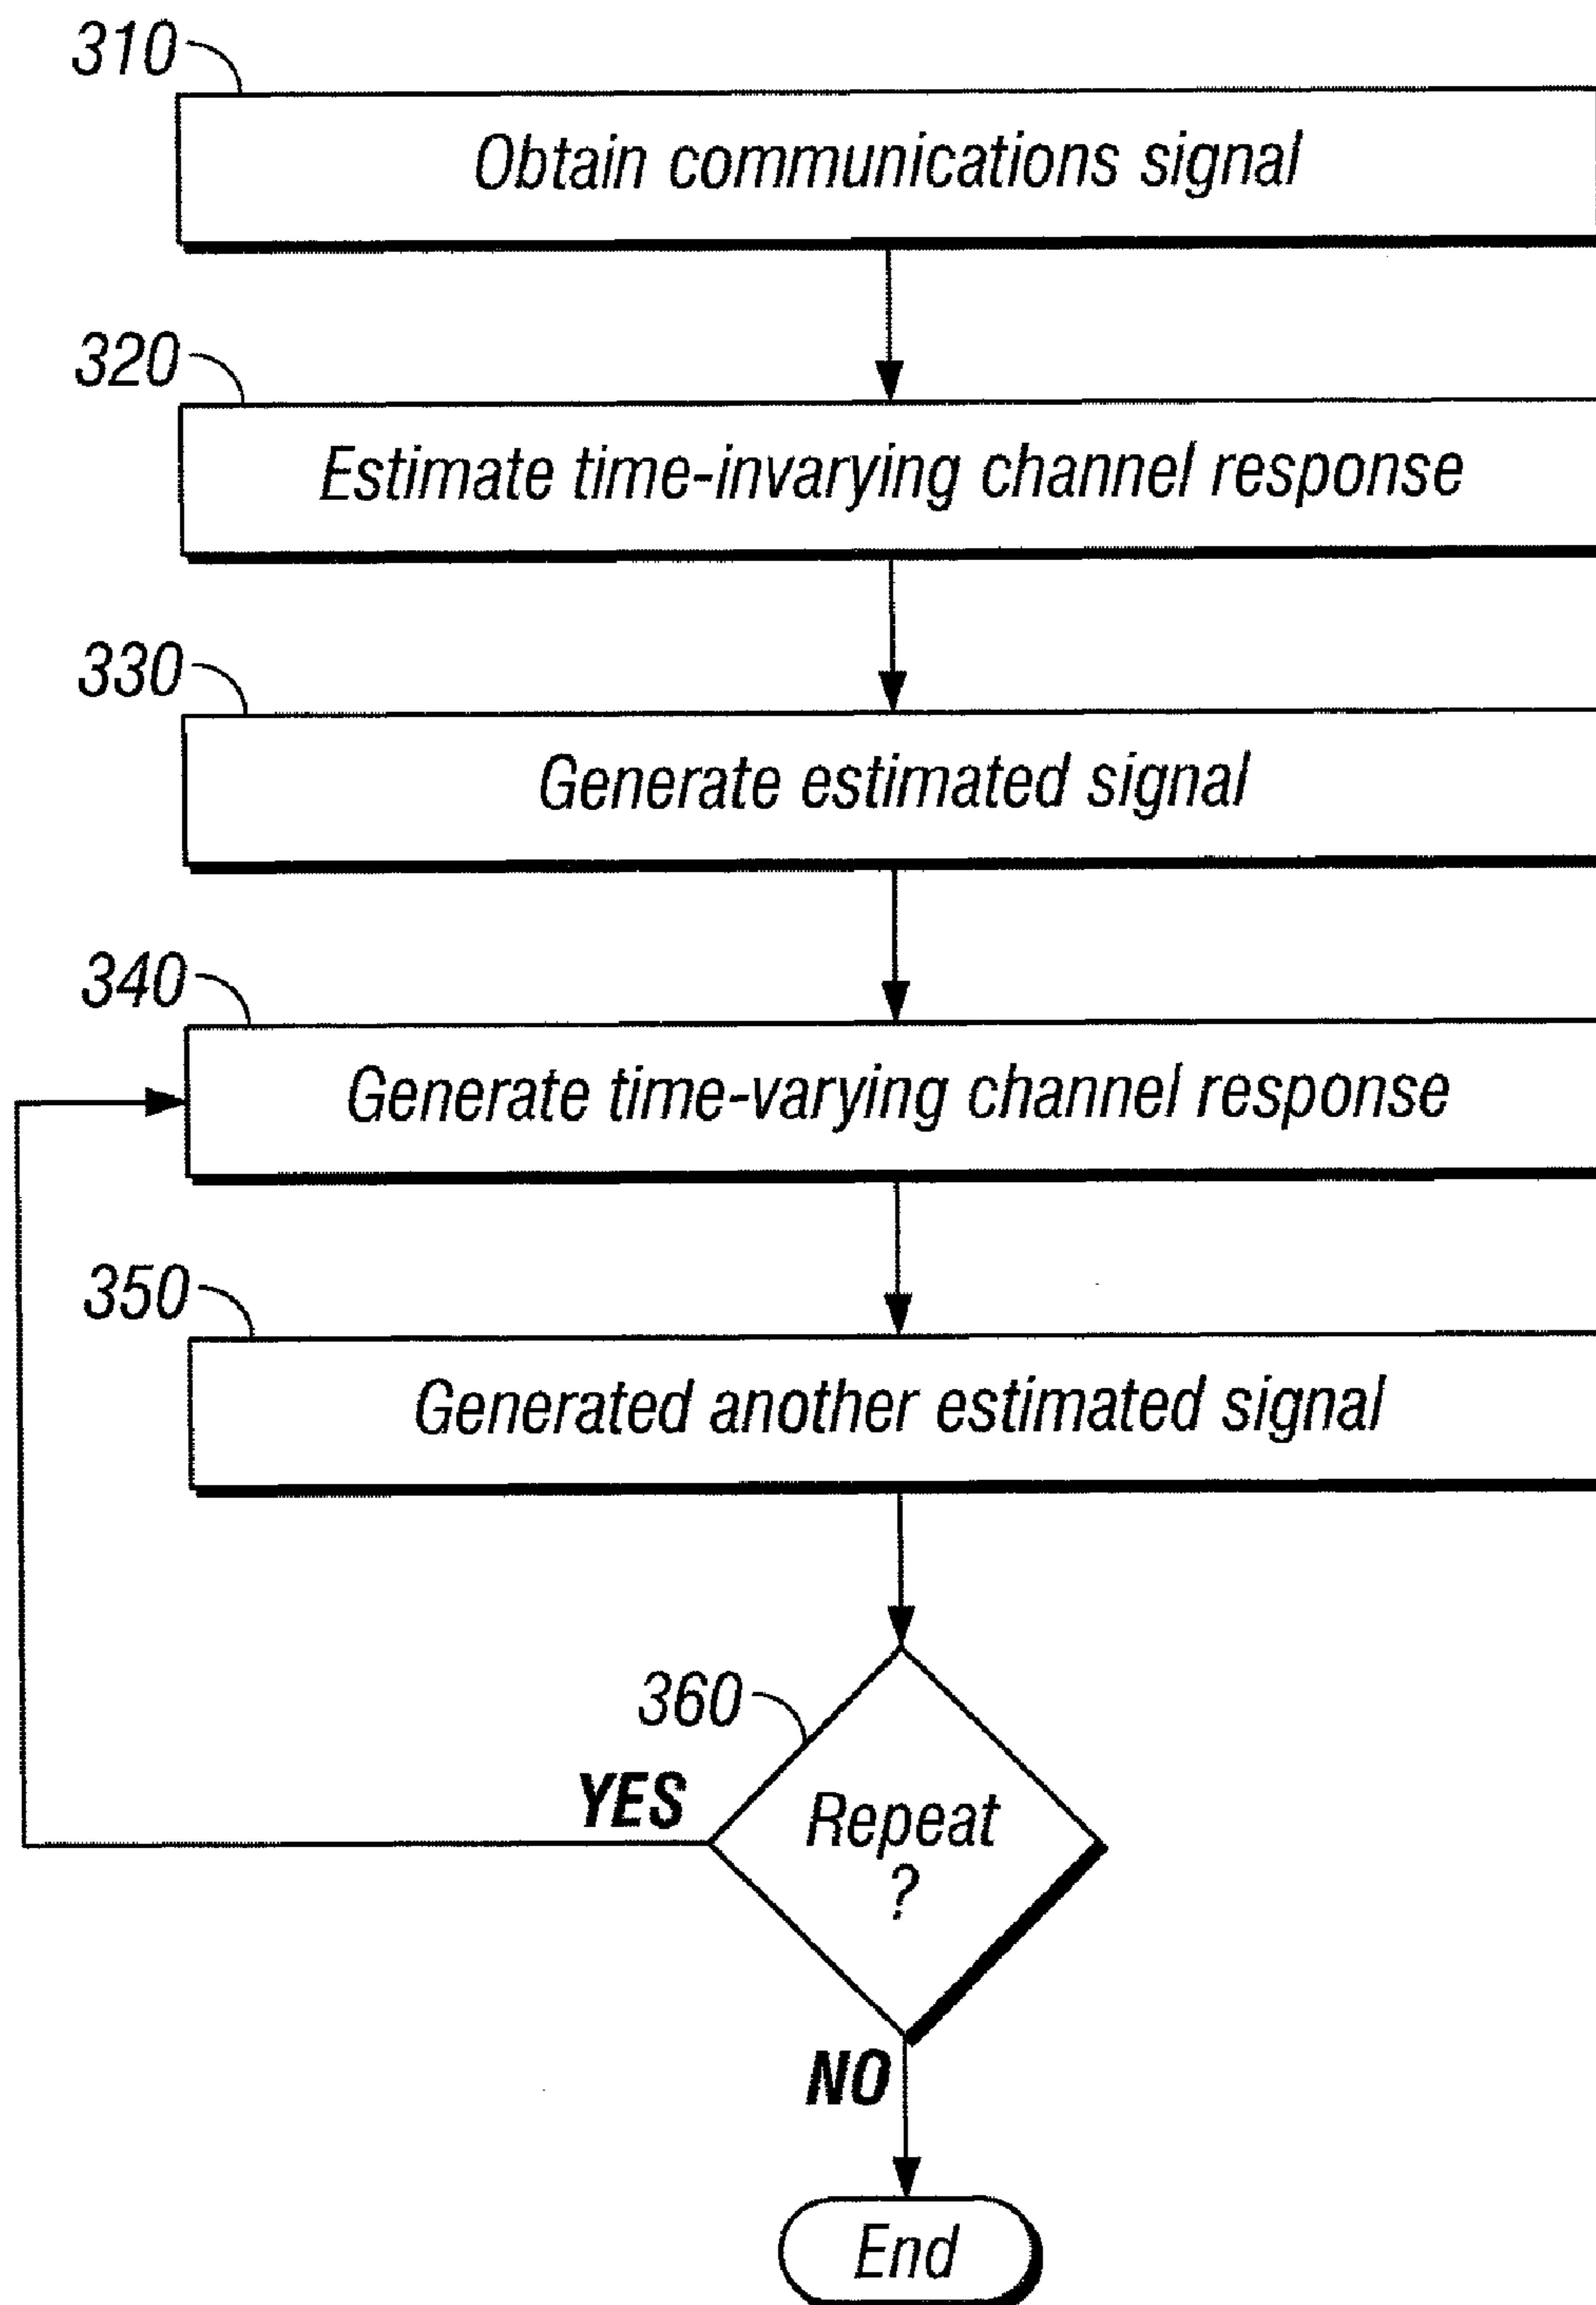 310
Obtain communications signal
320
Estimate time-invarying channel response
330
Generate estimated signal
340
Generate time-varying channel response
350
Generated another estimated signal
360
YES
Repeat
?
NO
End